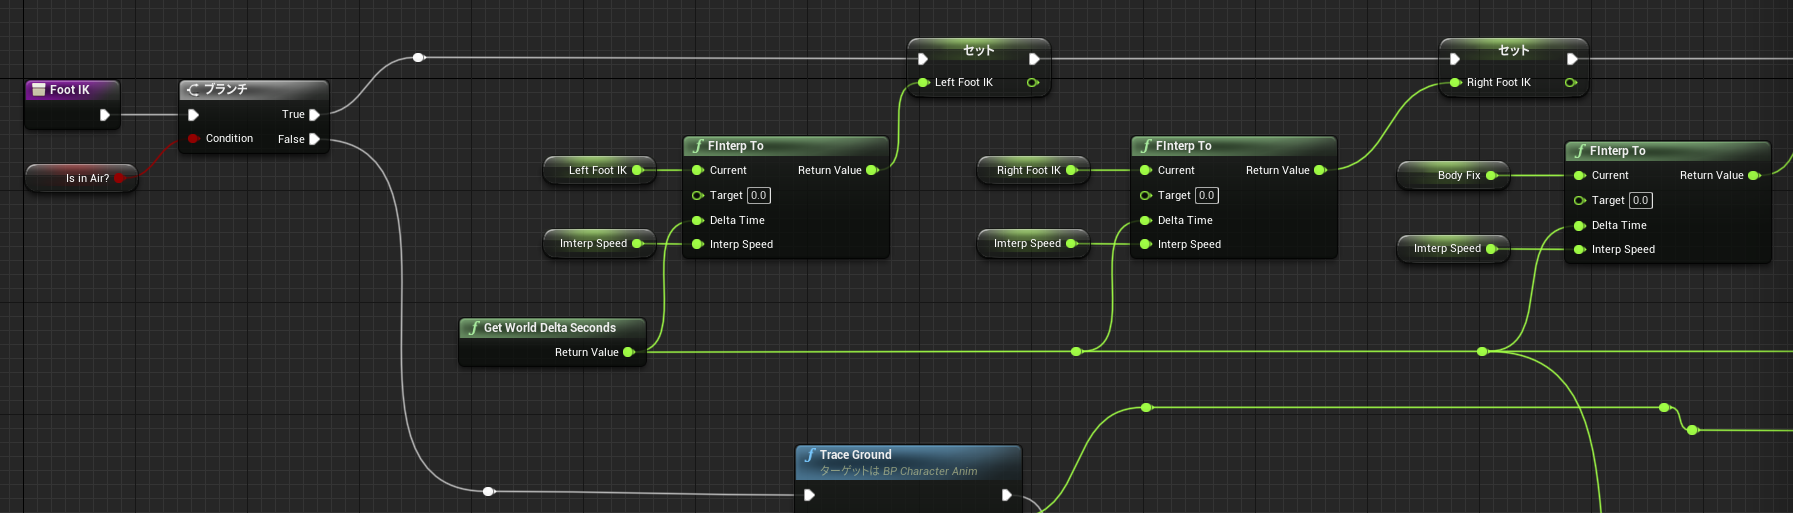 セット
セット
Left Foot IK
Right Foot IK
Foot IK
ブランチ
True
Condition
False
Is in Air?
FInterp To
Left Foot IK
Current
Return Value
Target 0.0
Delta Time
Imterp Speed
Interp Speed
FInterp To
Right Foot IK
Current
Return Value
Target 0.0
Delta Time
Imterp Speed
Interp Speed
FInterp To
Body Fix
Current
Return Value
Target 0.0
Delta Time
Imterp Speed
Interp Speed
Get World Delta Seconds
Return Value
Trace Ground
ターゲットは BP Character Anim